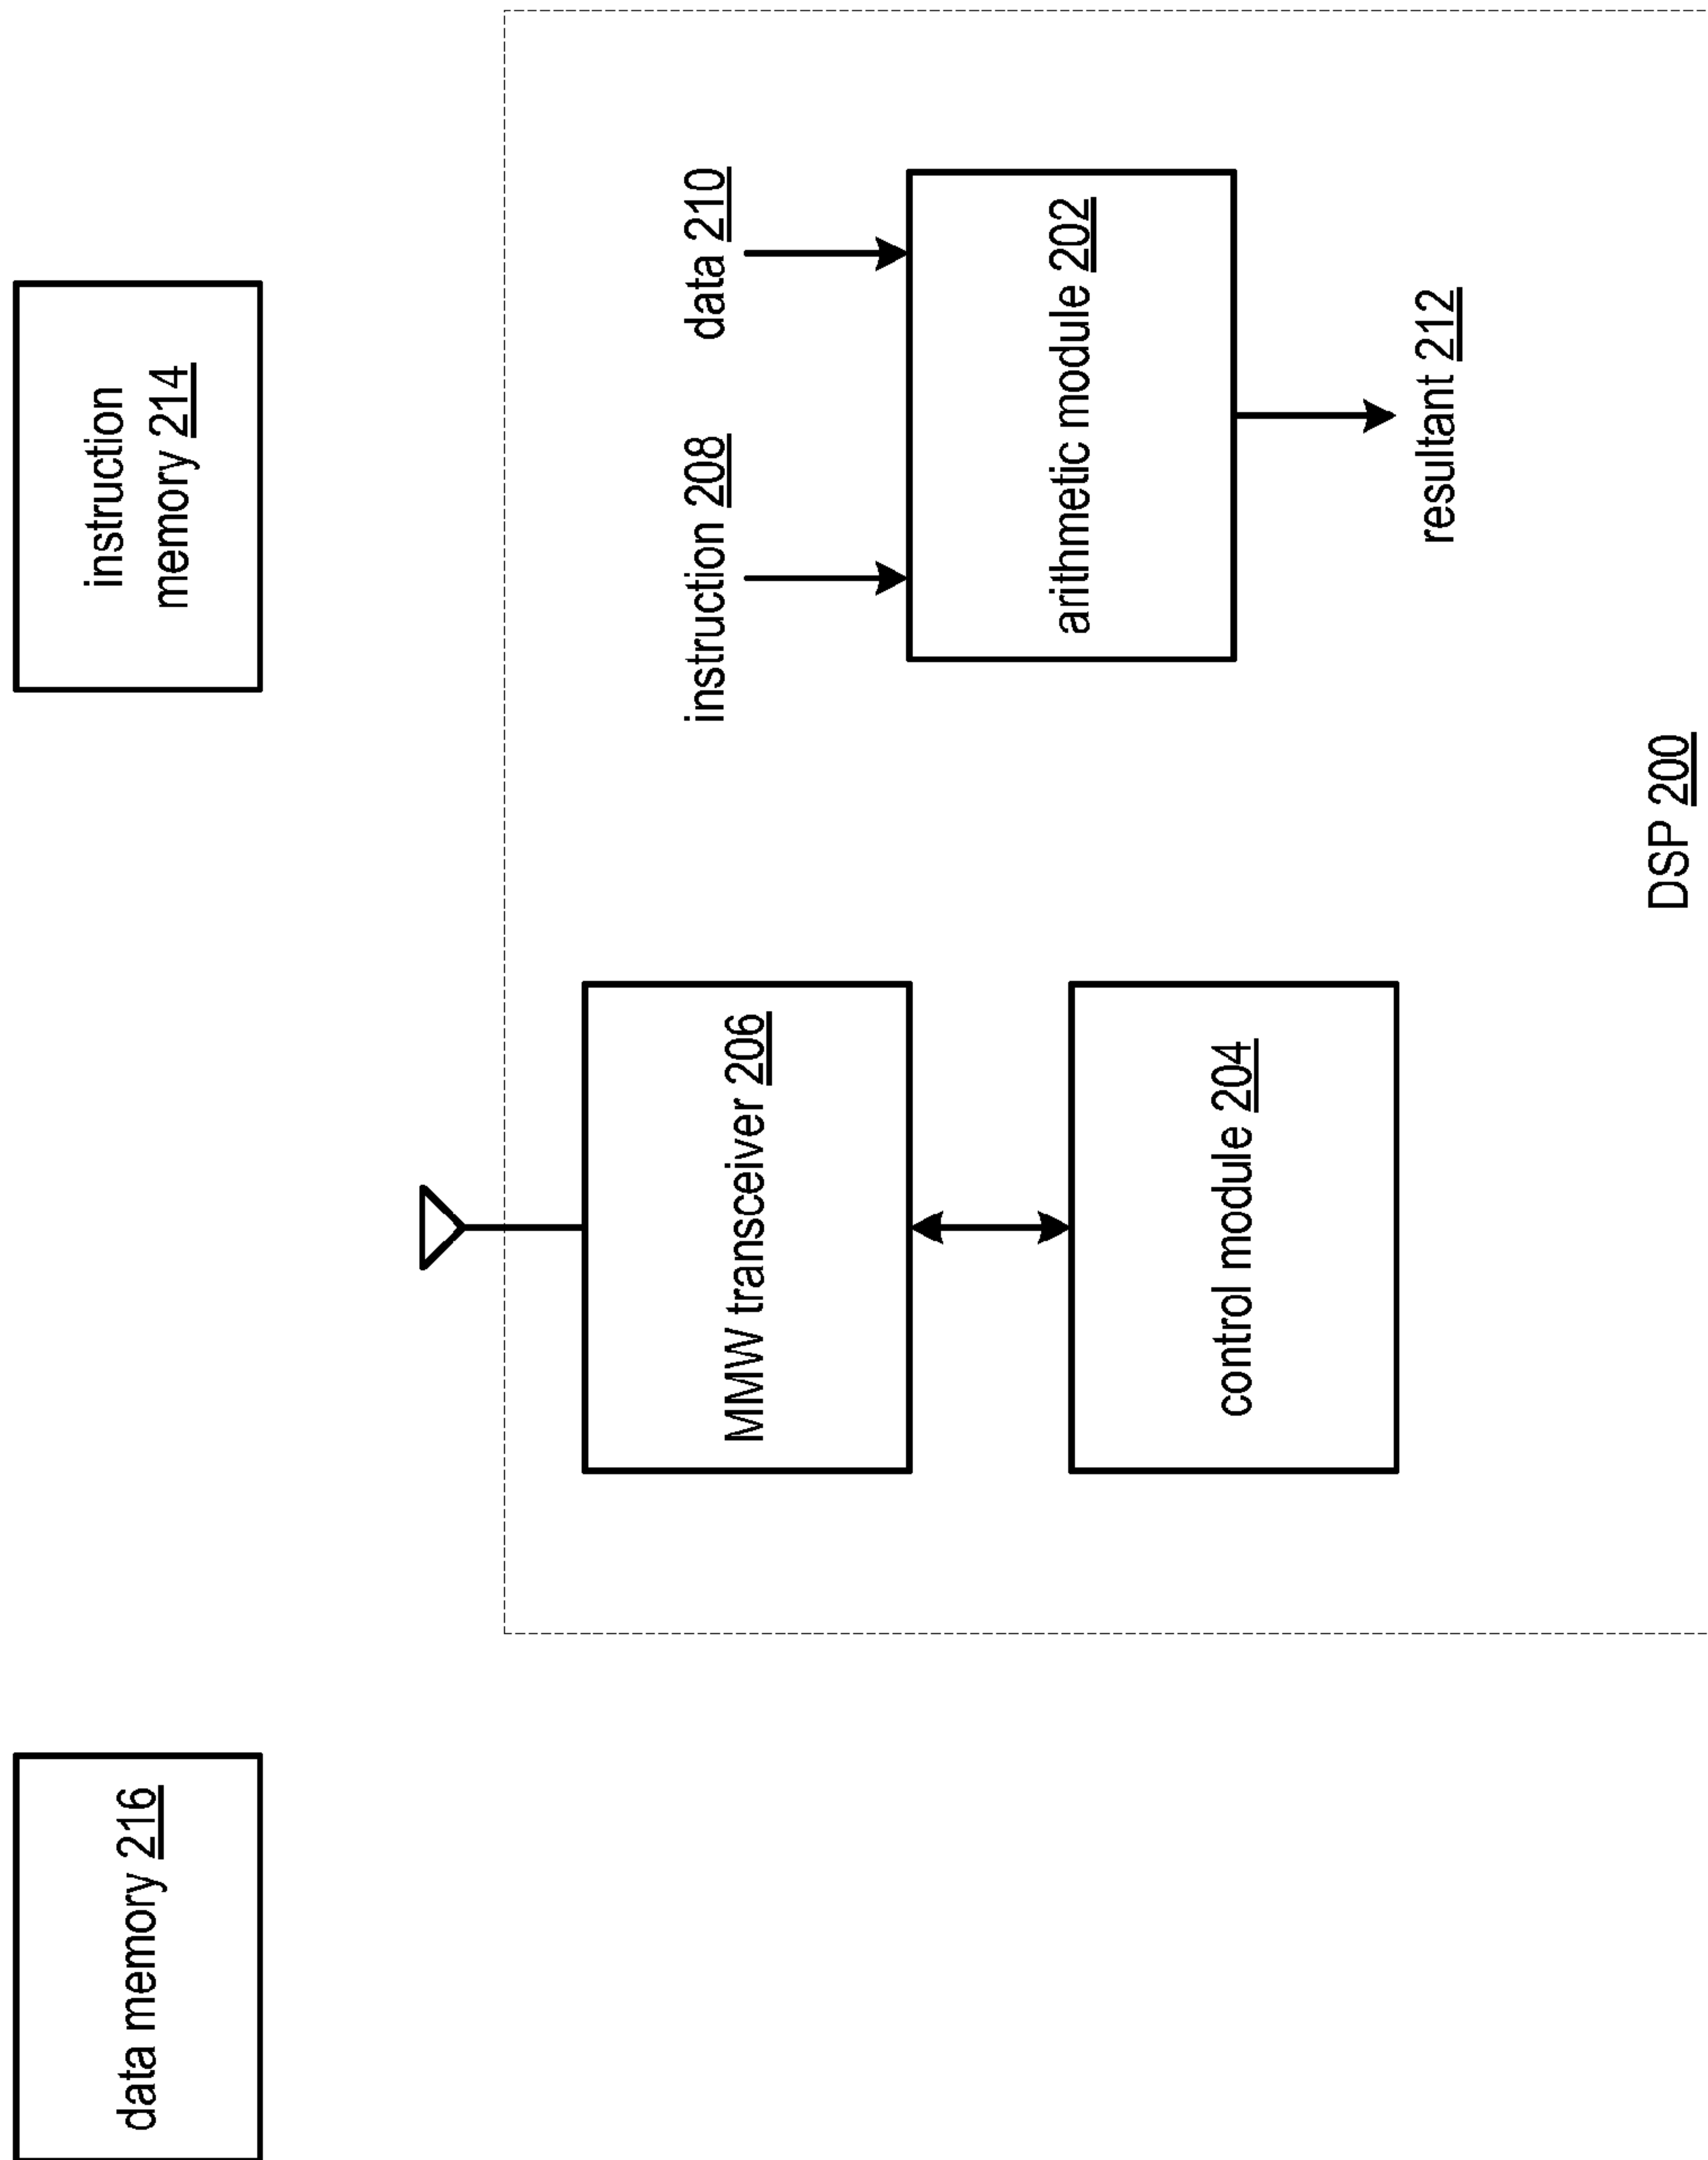 data memory 216
instruction
memory 214
MMW transceiver 206
control module 204
instruction 208
data 210
arithmetic module 202
resultant 212
DSP 200